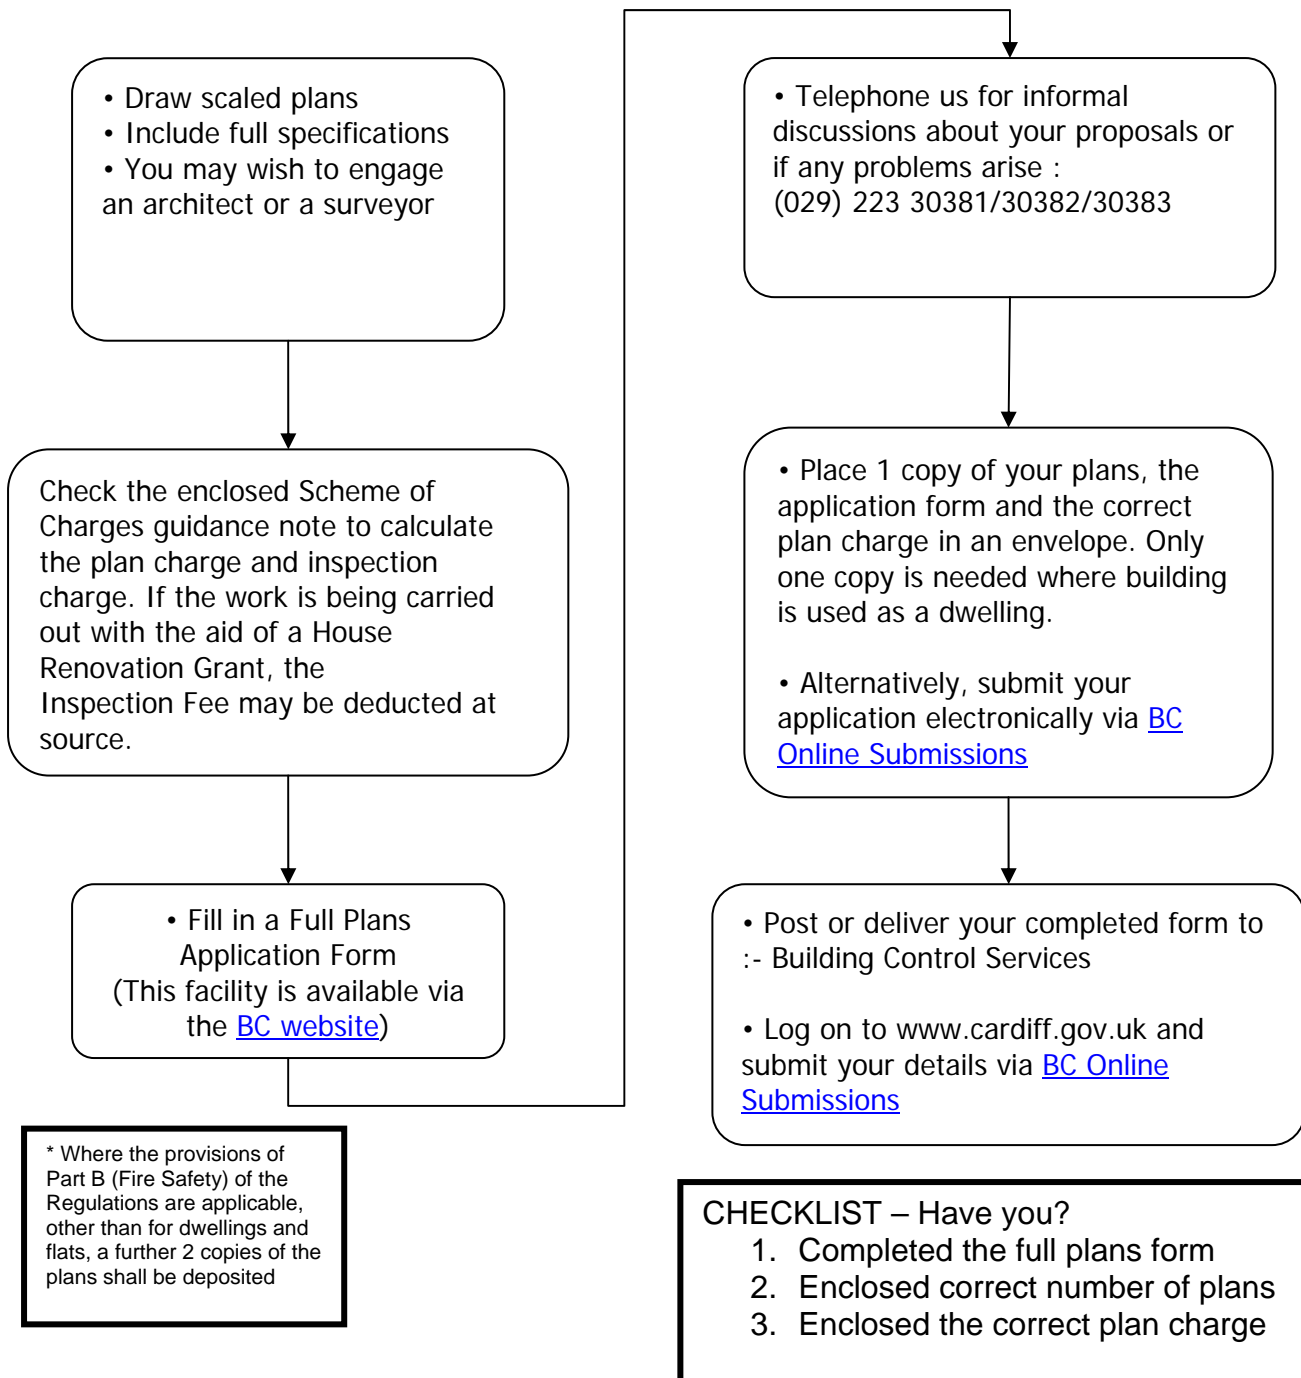 • Draw scaled plans
• Include full specifications
• You may wish to engage
an architect or a surveyor
Check the enclosed Scheme of
Charges guidance note to calculate
the plan charge and inspection
charge. If the work is being carried
out with the aid of a House
Renovation Grant, the
Inspection Fee may be deducted at
source.
• Fill in a Full Plans
Application Form
(This facility is available via
the BC website)
* Where the provisions of
Part B (Fire Safety) of the
Regulations are applicable,
other than for dwellings and
flats, a further 2 copies of the
plans shall be deposited
• Telephone us for informal
discussions about your proposals or
if any problems arise :
(029) 223 30381/30382/30383
• Place 1 copy of your plans, the
application form and the correct
plan charge in an envelope. Only
one copy is needed where building
is used as a dwelling.
• Alternatively, submit your
application electronically via BC
Online Submissions
• Post or deliver your completed form to
:- Building Control Services
• Log on to www.cardiff.gov.uk and
submit your details via BC Online
Submissions
CHECKLIST – Have you?
1. Completed the full plans form
2. Enclosed correct number of plans
3. Enclosed the correct plan charge